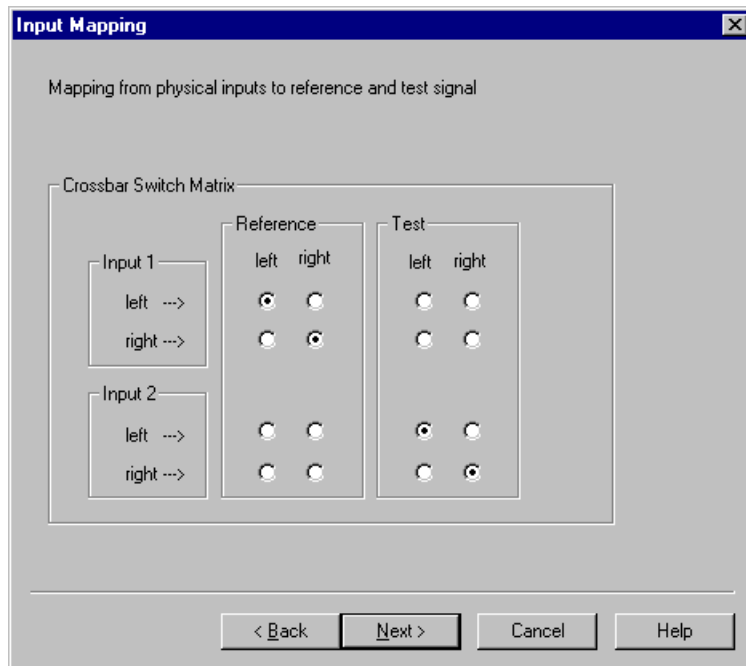 Input Mapping
Mapping from physical inputs to reference and test signal
Crossbar Switch Matrix
Reference
Test
Input 1
left right
left right
left --->
right --->
Input 2
left --->
right --->
< Back
Next >
Cancel
Help